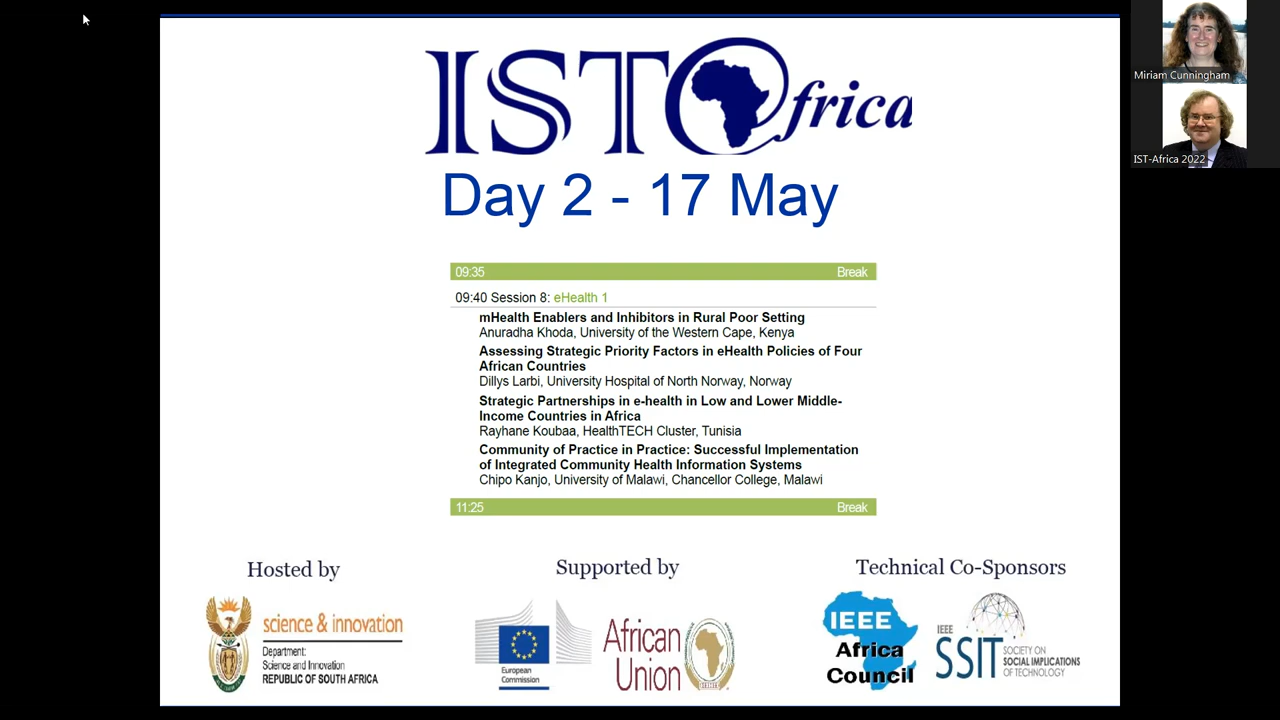 IST@frica
Day 2 - 17 May
09:35 Break
09:40 Session 8: eHealth 1
mHealth Enablers and Inhibitors in Rural Poor Setting
Anuradha Khoda, University of the Western Cape, Kenya
Assessing Strategic Priority Factors in eHealth Policies of Four
African Countries
Dillys Larbi, University Hospital of North Norway, Norway
Strategic Partnerships in e-health in Low and Lower Middle-
Income Countries in Africa
Rayhane Koubaa, HealthTECH Cluster, Tunisia
Community of Practice in Practice: Successful Implementation
of Integrated Community Health Information Systems
Chipo Kanjo, University of Malawi, Chancellor College, Malawi
11:25 Break
Hosted by
science & innovation
Department:
Science and Innovation
REPUBLIC OF SOUTH AFRICA
Supported by
European
Commission
African
Union
Technical Co-Sponsors
IEEE
Africa
Council
IEEE
SSIT
SOCIETY ON
SOCIAL IMPLICATIONS
OF TECHNOLOGY
Miriam Cunningham
IST-Africa 2022